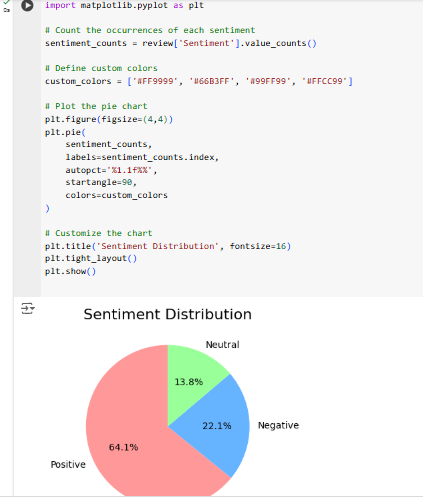 import matplotlib.pyplot as plt
# Count the occurrences of each sentiment
sentiment_counts = review['Sentiment'].value_counts()
# Define custom colors
custom_colors = ['#FF9999', '#66B3FF', '#99FF99', '#FFCC99']
# Plot the pie chart
plt.figure(figsize=(4,4))
plt.pie(
    sentiment_counts,
    labels=sentiment_counts.index,
    autopct='%1.1f%%',
    startangle=90,
    colors=custom_colors
)
# Customize the chart
plt.title('Sentiment Distribution', fontsize=16)
plt.tight_layout()
plt.show()
Sentiment Distribution
Neutral
13.8%
22.1%
Negative
64.1%
Positive